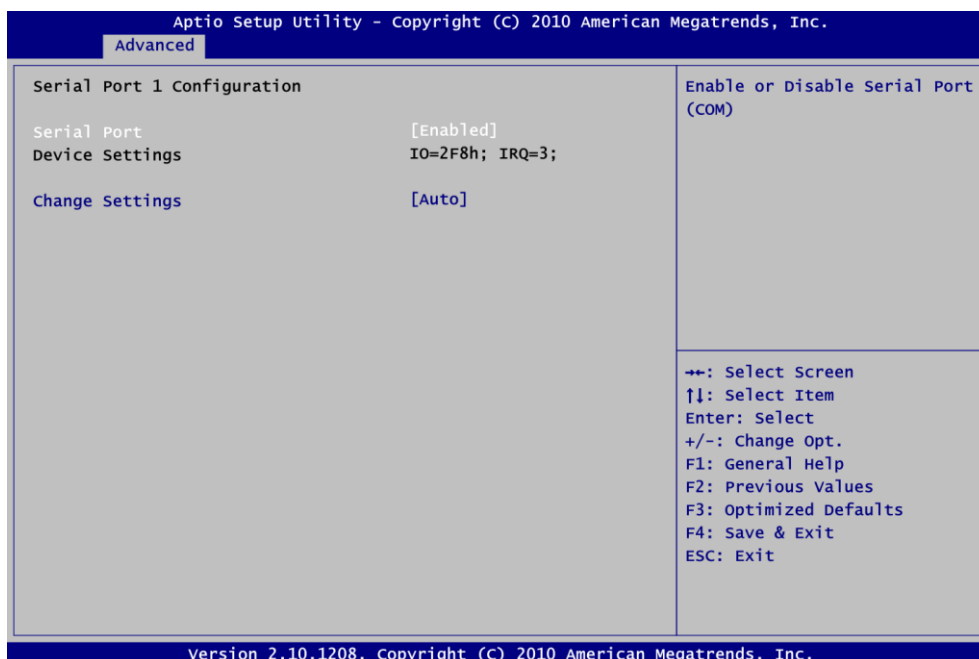 Aptio Setup Utility - Copyright (C) 2010 American Megatrends, Inc.
Advanced
Serial Port 1 Configuration
Serial Port [Enabled]
Device Settings IO=2F8h; IRQ=3;
Change Settings [Auto]
Enable or Disable Serial Port
(COM)
→←: Select Screen
↑↓: Select Item
Enter: Select
+/-: Change Opt.
F1: General Help
F2: Previous Values
F3: Optimized Defaults
F4: Save & Exit
ESC: Exit
Version 2.10.1208. Copyright (C) 2010 American Megatrends, Inc.